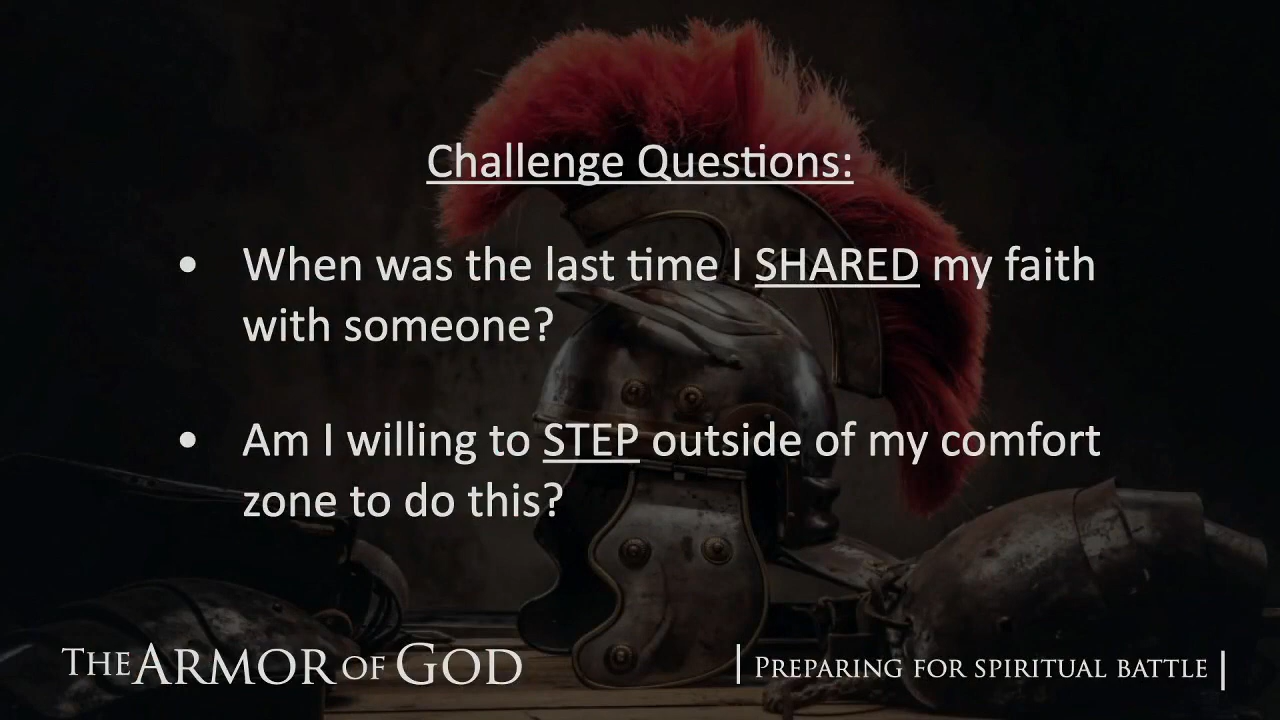 Challenge Questions:
• When was the last time I SHARED my faith
with someone?
• Am I willing to STEP outside of my comfort
zone to do this?
THE ARMOR OF GOD
| PREPARING FOR SPIRITUAL BATTLE |